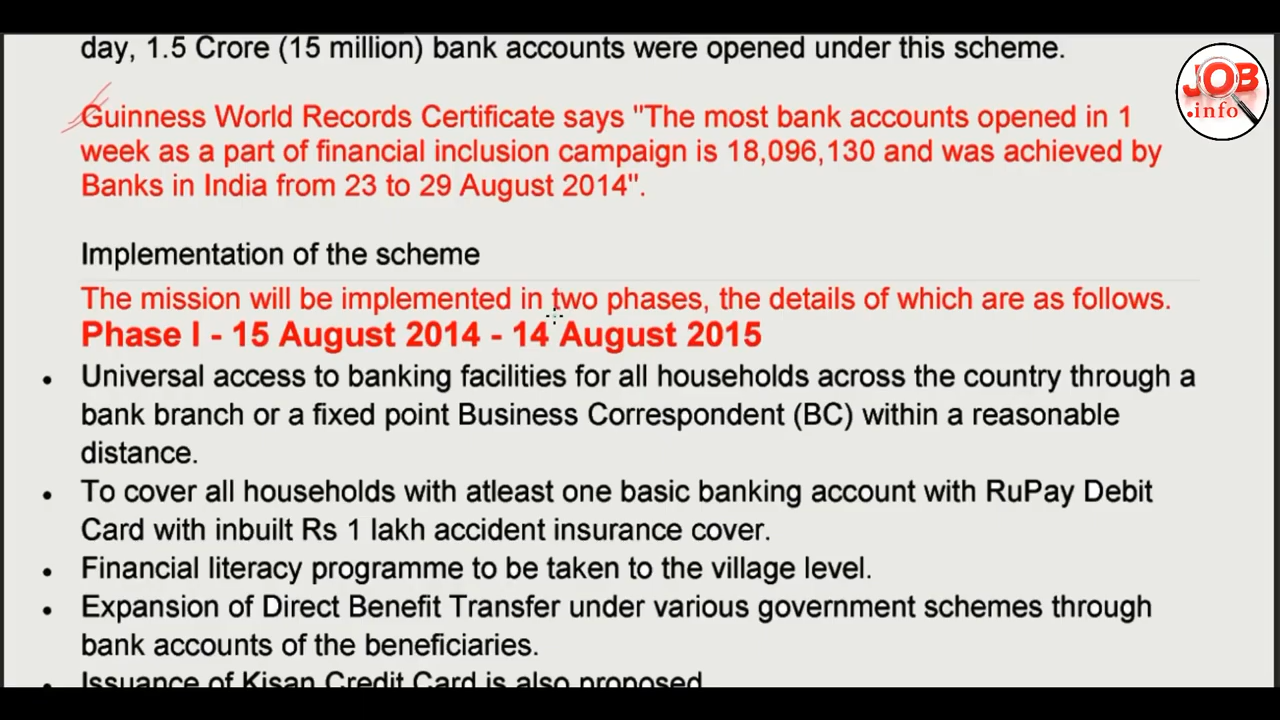 day, 1.5 Crore (15 million) bank accounts were opened under this scheme.
JOB
.info
Guinness World Records Certificate says "The most bank accounts opened in 1
week as a part of financial inclusion campaign is 18,096,130 and was achieved by
Banks in India from 23 to 29 August 2014".
Implementation of the scheme
The mission will be implemented in two phases, the details of which are as follows.
Phase I - 15 August 2014 - 14 August 2015
• Universal access to banking facilities for all households across the country through a
bank branch or a fixed point Business Correspondent (BC) within a reasonable
distance.
• To cover all households with atleast one basic banking account with RuPay Debit
Card with inbuilt Rs 1 lakh accident insurance cover.
• Financial literacy programme to be taken to the village level.
• Expansion of Direct Benefit Transfer under various government schemes through
bank accounts of the beneficiaries.
• Issuance of Kisan Credit Card is also proposed